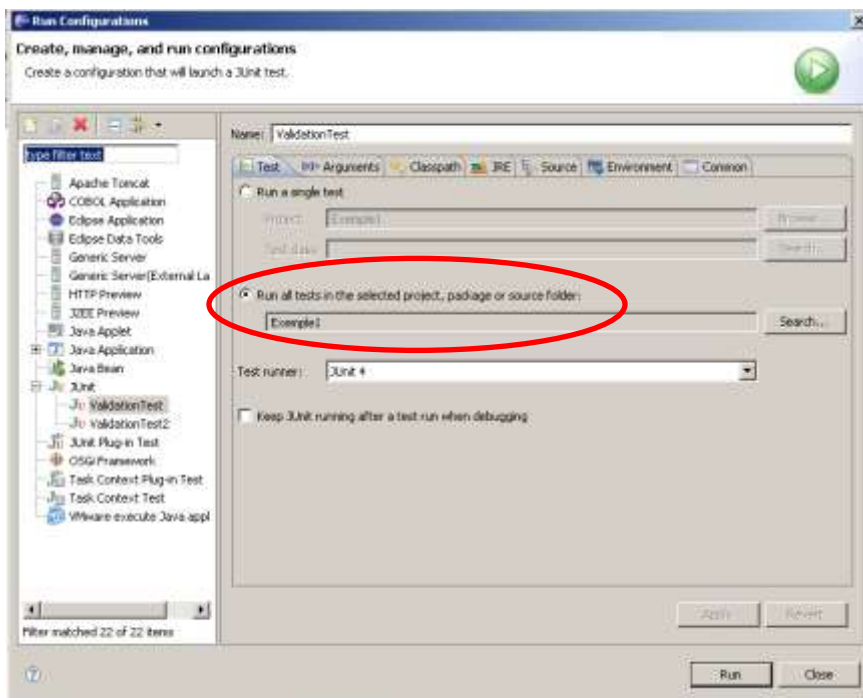 Run Configurations
Create, manage, and run configurations
Create a configuration that will launch a JUnit test.
type filter text
Apache Tomcat
COBOL Application
Eclipse Application
Eclipse Data Tools
Generic Server
Generic Server(External La
HTTP Preview
J2EE Preview
Java Applet
Java Application
Java Bean
JUnit
ValidationTest
ValidationTest2
JUnit Plug-in Test
OSGi Framework
Task Context Plug-in Test
Task Context Test
VMware execute Java appl
Filter matched 22 of 22 items
Name: ValidationTest
Test Arguments Classpath JRE Source Environment Common
Run a single test
Project: Example1 Browse...
Test class: Search...
Run all tests in the selected project, package or source folder:
Example1 Search...
Test runner: JUnit 4
Keep JUnit running after a test run when debugging
Apply Revert
Run Close